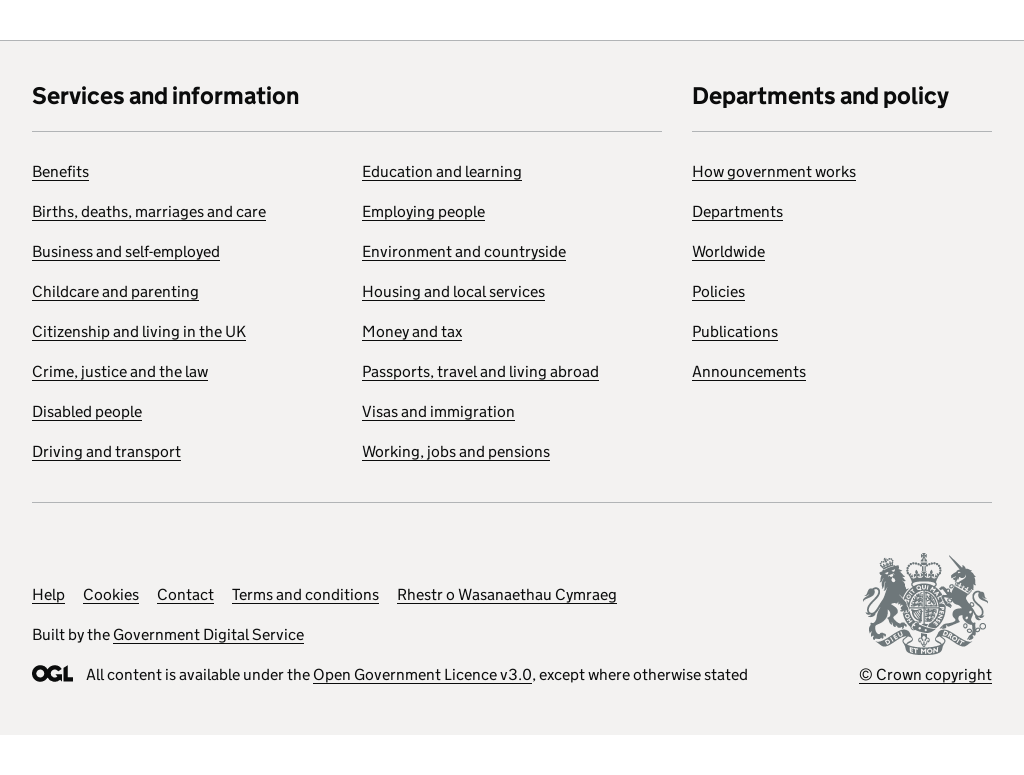 Services and information
Benefits
Births, deaths, marriages and care
Business and self-employed
Childcare and parenting
Citizenship and living in the UK
Crime, justice and the law
Disabled people
Driving and transport
Education and learning
Employing people
Environment and countryside
Housing and local services
Money and tax
Passports, travel and living abroad
Visas and immigration
Working, jobs and pensions
Departments and policy
How government works
Departments
Worldwide
Policies
Publications
Announcements
Help Cookies Contact Terms and conditions Rhestr o Wasanaethau Cymraeg
Built by the Government Digital Service
OGL All content is available under the Open Government Licence v3.0, except where otherwise stated
DIEU ET MON DROIT
© Crown copyright